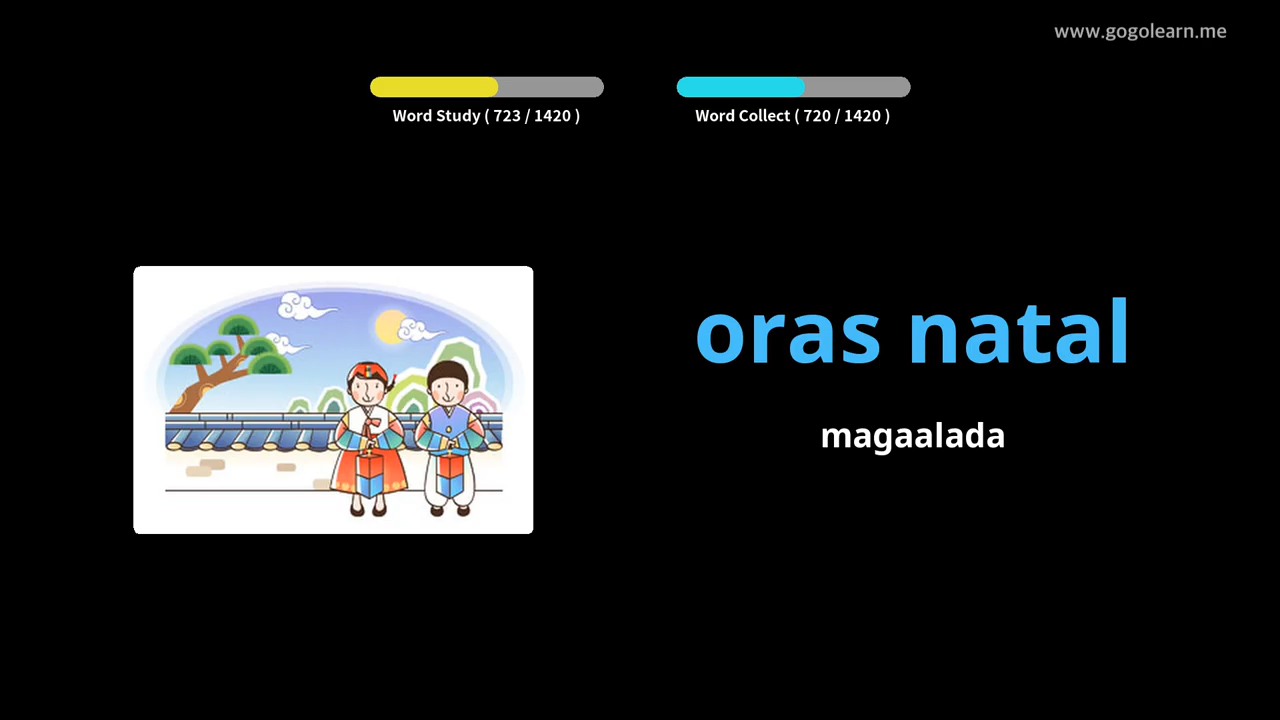 www.gogolearn.me
Word Study ( 723 / 1420 )
Word Collect ( 720 / 1420 )
oras natal
magaalada